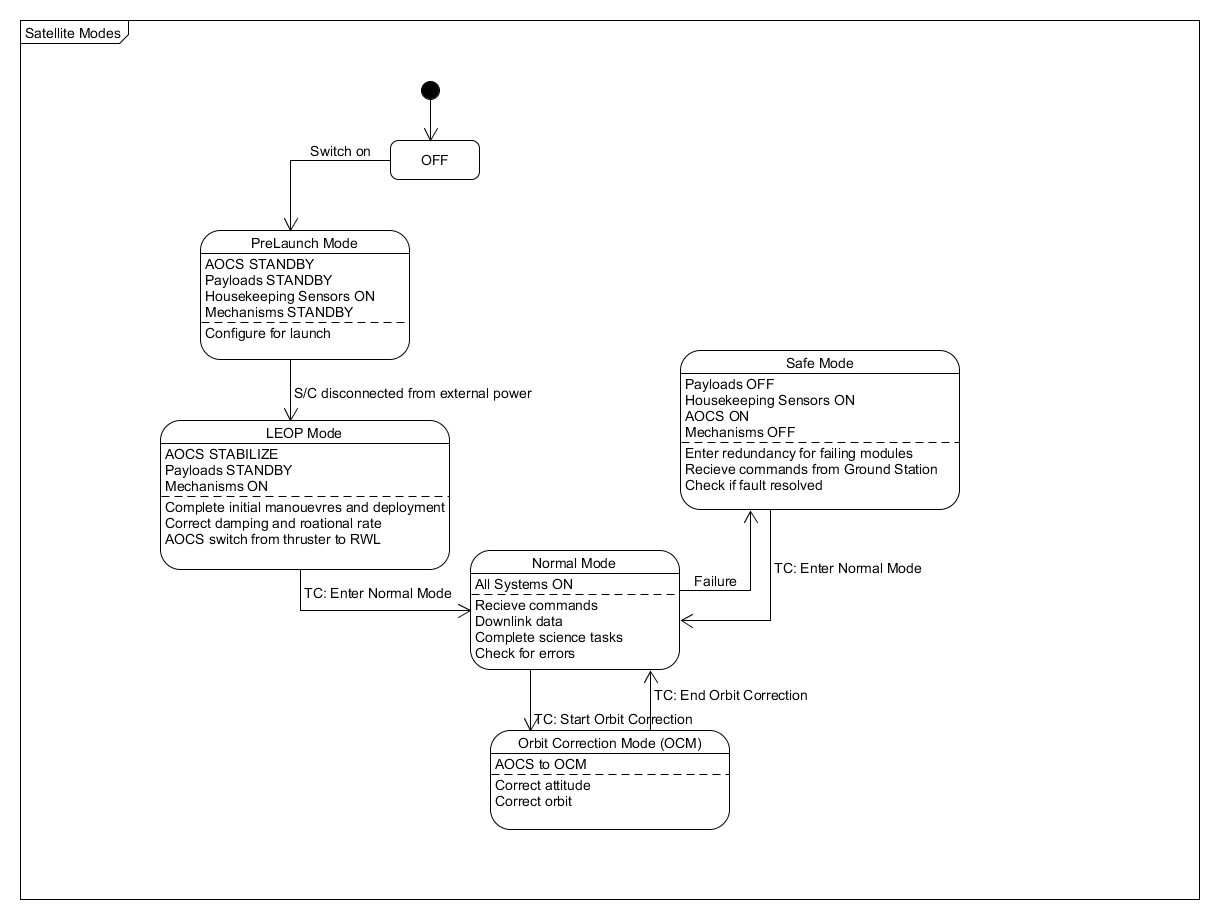 Satellite Modes
OFF
Switch on
PreLaunch Mode
AOCS STANDBY
Payloads STANDBY
Housekeeping Sensors ON
Mechanisms STANDBY
Configure for launch
S/C disconnected from external power
LEOP Mode
AOCS STABILIZE
Payloads STANDBY
Mechanisms ON
Complete initial manouevres and deployment
Correct damping and roational rate
AOCS switch from thruster to RWL
TC: Enter Normal Mode
Safe Mode
Payloads OFF
Housekeeping Sensors ON
AOCS ON
Mechanisms OFF
Enter redundancy for failing modules
Recieve commands from Ground Station
Check if fault resolved
Failure
TC: Enter Normal Mode
Normal Mode
All Systems ON
Recieve commands
Downlink data
Complete science tasks
Check for errors
TC: End Orbit Correction
TC: Start Orbit Correction
Orbit Correction Mode (OCM)
AOCS to OCM
Correct attitude
Correct orbit